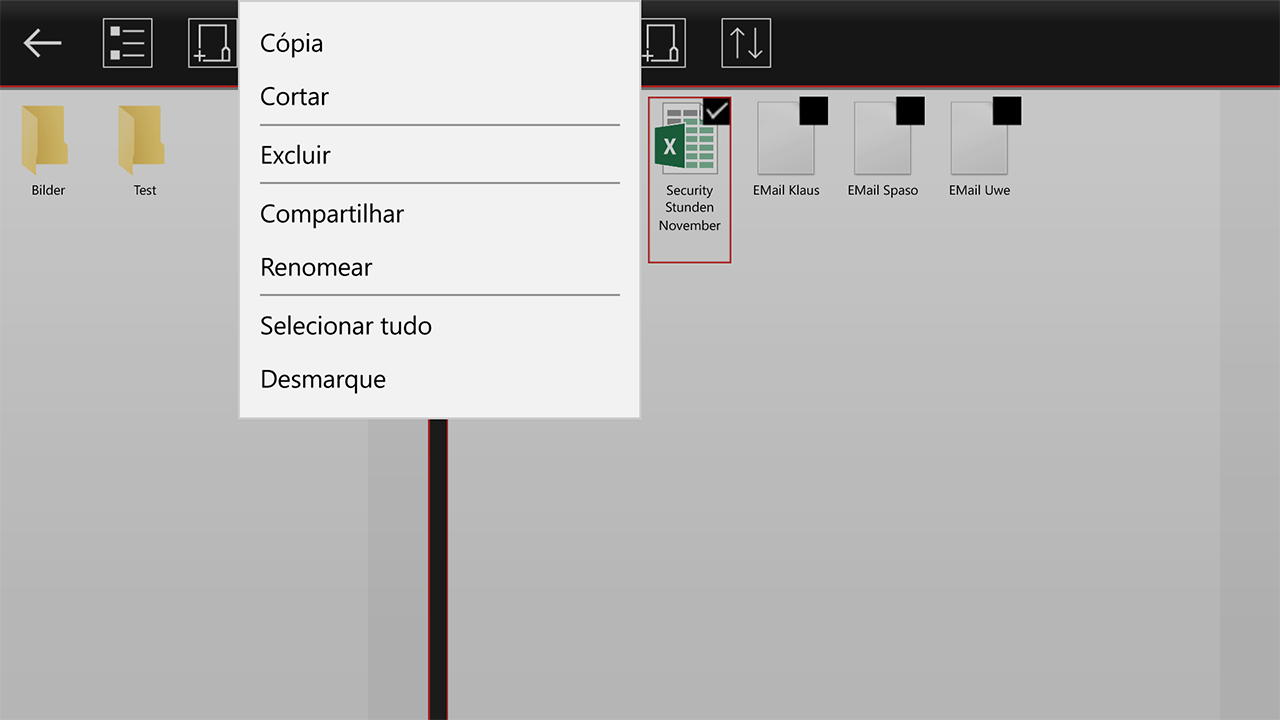 Cópia
Cortar
Excluir
Compartilhar
Renomear
Selecionar tudo
Desmarque
Bilder
Test
X
Security
Stunden
November
EMail Klaus
EMail Spaso
EMail Uwe